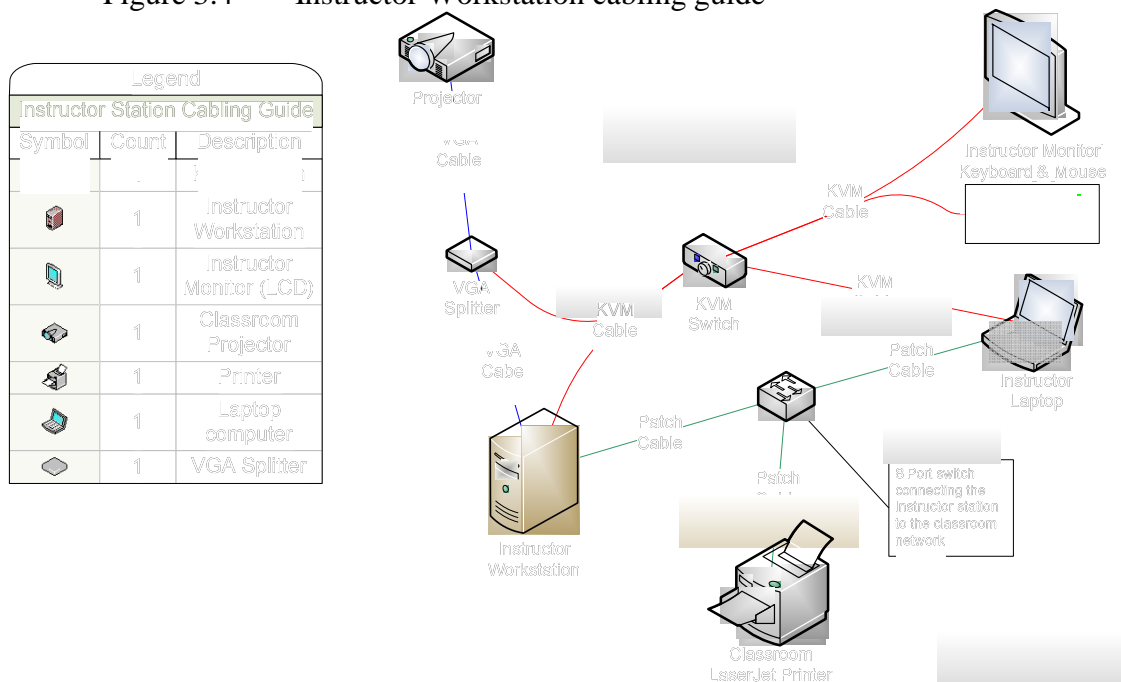 Figure 3.4 Instructor Workstation cabling guide
Legend
Instructor Station Cabling Guide
Symbol Count Description
1 Instructor
Workstation
1 Instructor
Monitor (LCD)
1 Classroom
Projector
1 Printer
1 Laptop
computer
1 VGA Splitter
Projector
VGA
Cable
VGA
Splitter
VGA
Cabe
KVM
Cable
KVM
Switch
KVM
Cable
Instructor Monitor
Keyboard & Mouse
KVM
Instructor
Laptop
Patch
Cable
Patch
Cable
Patch
Instructor
Workstation
8 Port switch
connecting the
instructor station
to the classroom
network
Classroom
LaserJet Printer